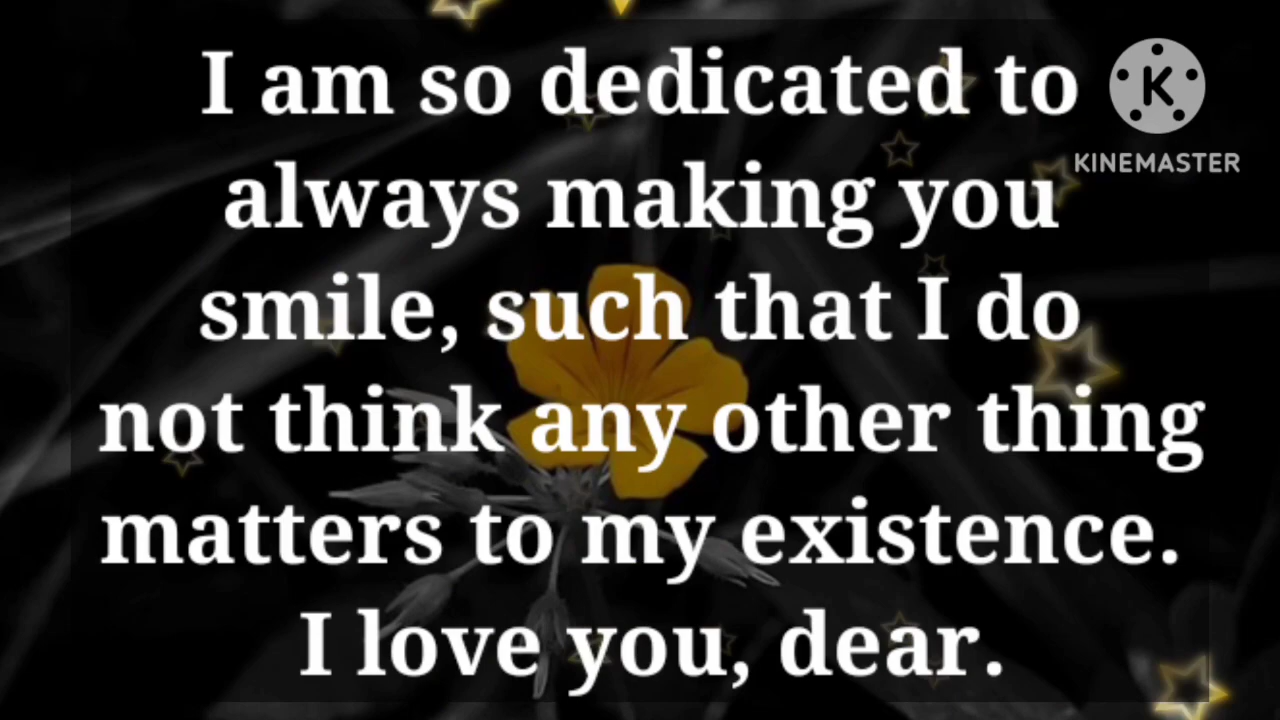 I am so dedicated to
always making you
smile, such that I do
not think any other thing
matters to my existence.
I love you, dear.
K
KINEMASTER